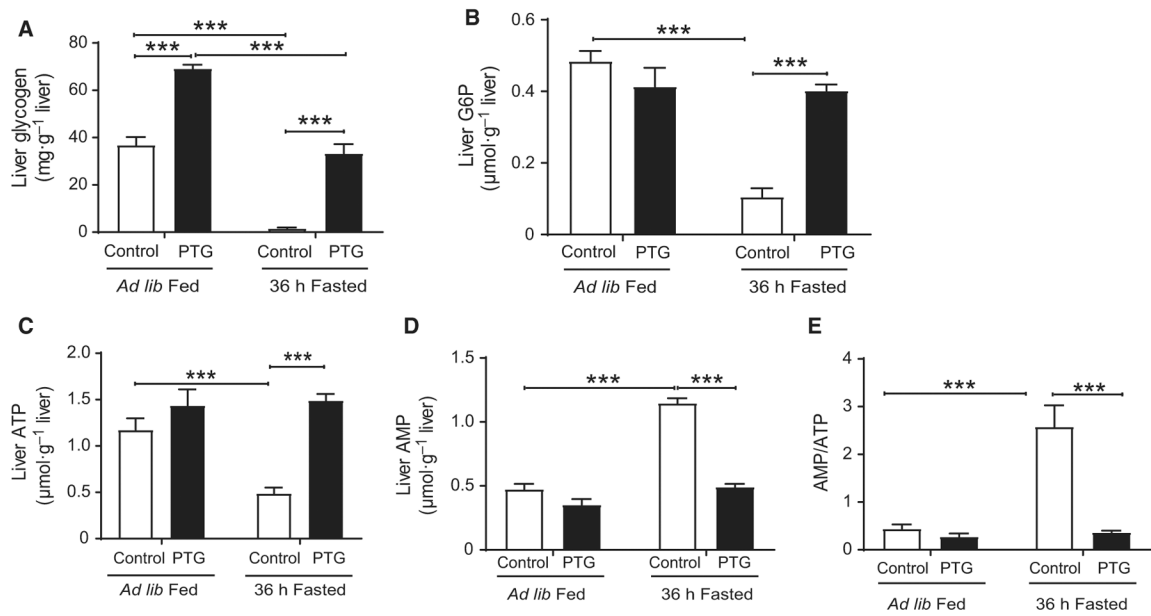 A
Liver glycogen
(mg·g⁻¹ liver)
80
60
40
20
0
***
***
***
***
Control PTG Control PTG
Ad lib Fed 36 h Fasted
B
Liver G6P
(µmol·g⁻¹ liver)
0.6
0.4
0.2
0
***
***
Control PTG Control PTG
Ad lib Fed 36 h Fasted
C
Liver ATP
(µmol·g⁻¹ liver)
2.0
1.5
1.0
0.5
0
***
***
Control PTG Control PTG
Ad lib Fed 36 h Fasted
D
Liver AMP
(µmol·g⁻¹ liver)
1.5
1.0
0.5
0
***
***
Control PTG Control PTG
Ad lib Fed 36 h Fasted
E
AMP/ATP
4
3
2
1
0
***
***
Control PTG Control PTG
Ad lib Fed 36 h Fasted